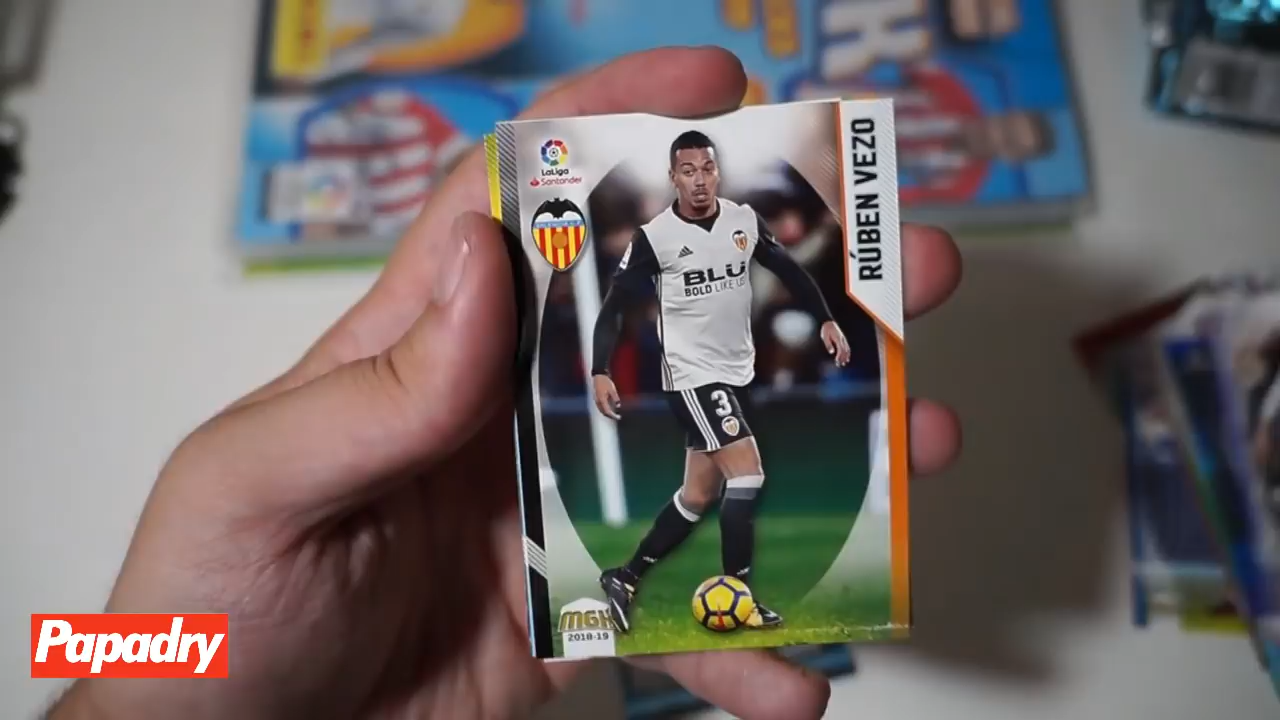 LaLiga
Santander
RÚBEN VEZO
BLU
BOLD LIKE US
3
MGK
2018-19
Papadry